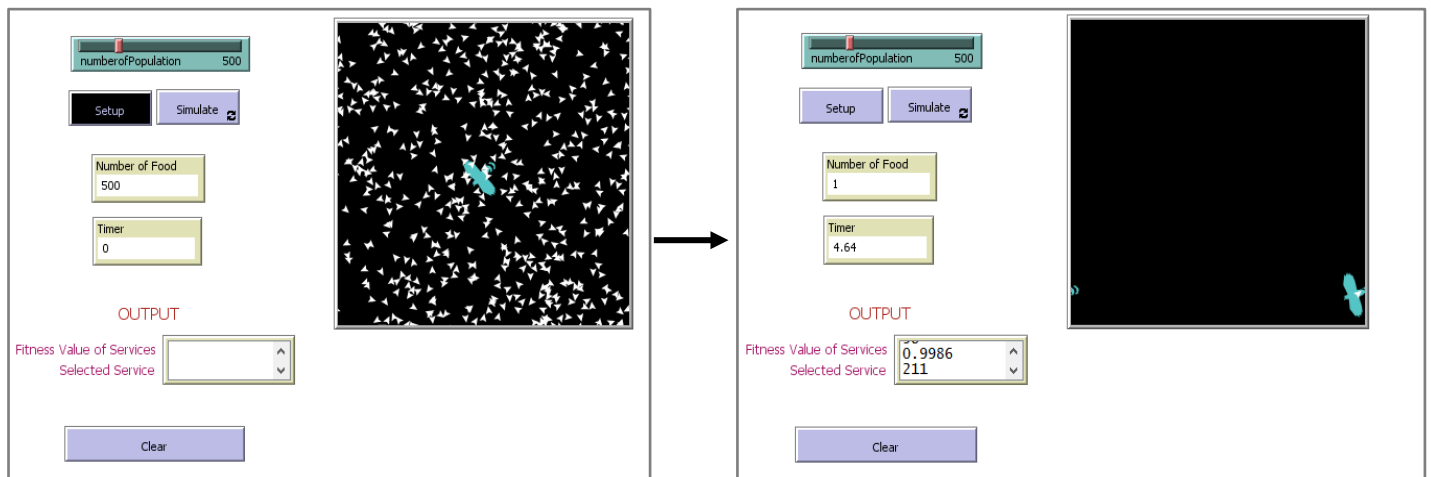 numberofPopulation 500
Setup Simulate
Number of Food
500
Timer
0
OUTPUT
Fitness Value of Services
Selected Service
Clear
numberofPopulation 500
Setup Simulate
Number of Food
1
Timer
4.64
OUTPUT
Fitness Value of Services 0.9986
Selected Service 211
Clear